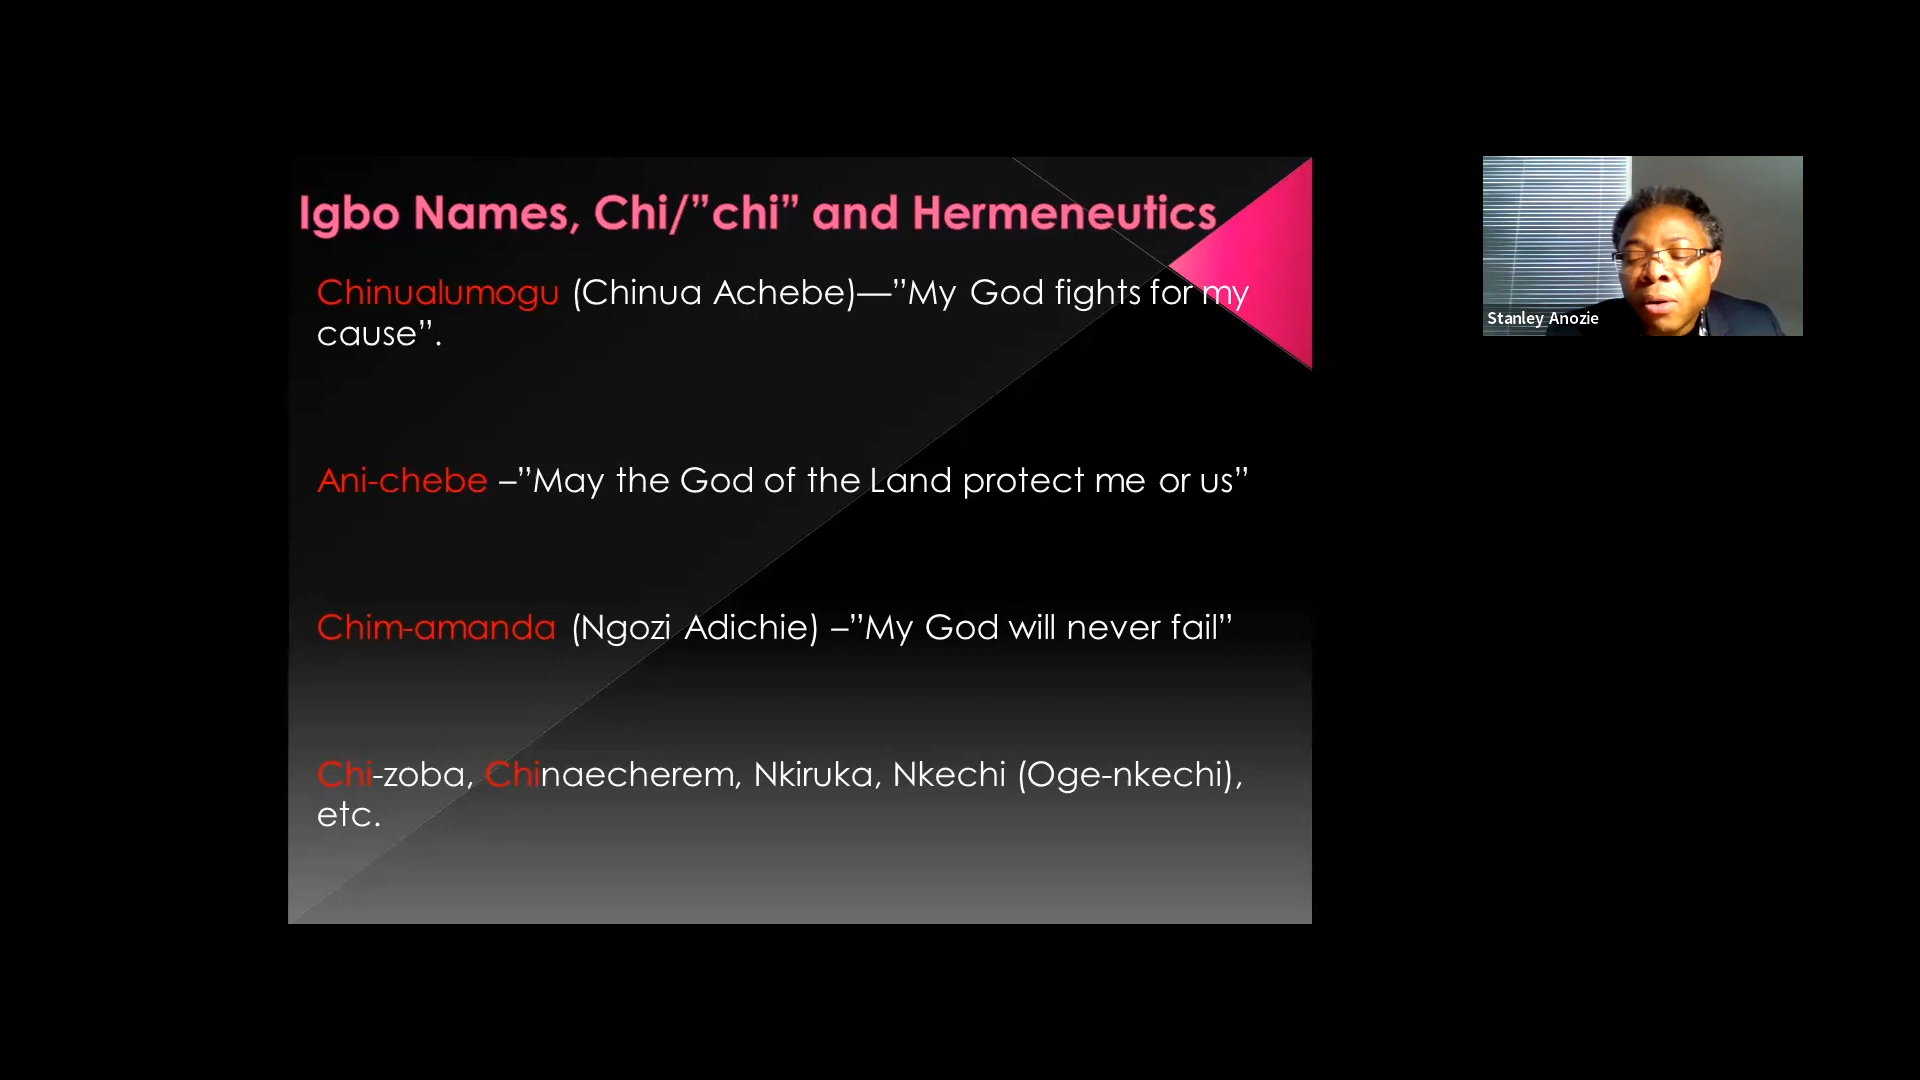 Igbo Names, Chi/”chi” and Hermeneutics
Chinualumogu (Chinua Achebe)—”My God fights for my
cause”.
Ani-chebe –”May the God of the Land protect me or us”
Chim-amanda (Ngozi Adichie) –”My God will never fail”
Chi-zoba, Chinaecherem, Nkiruka, Nkechi (Oge-nkechi),
etc.
Stanley Anozie